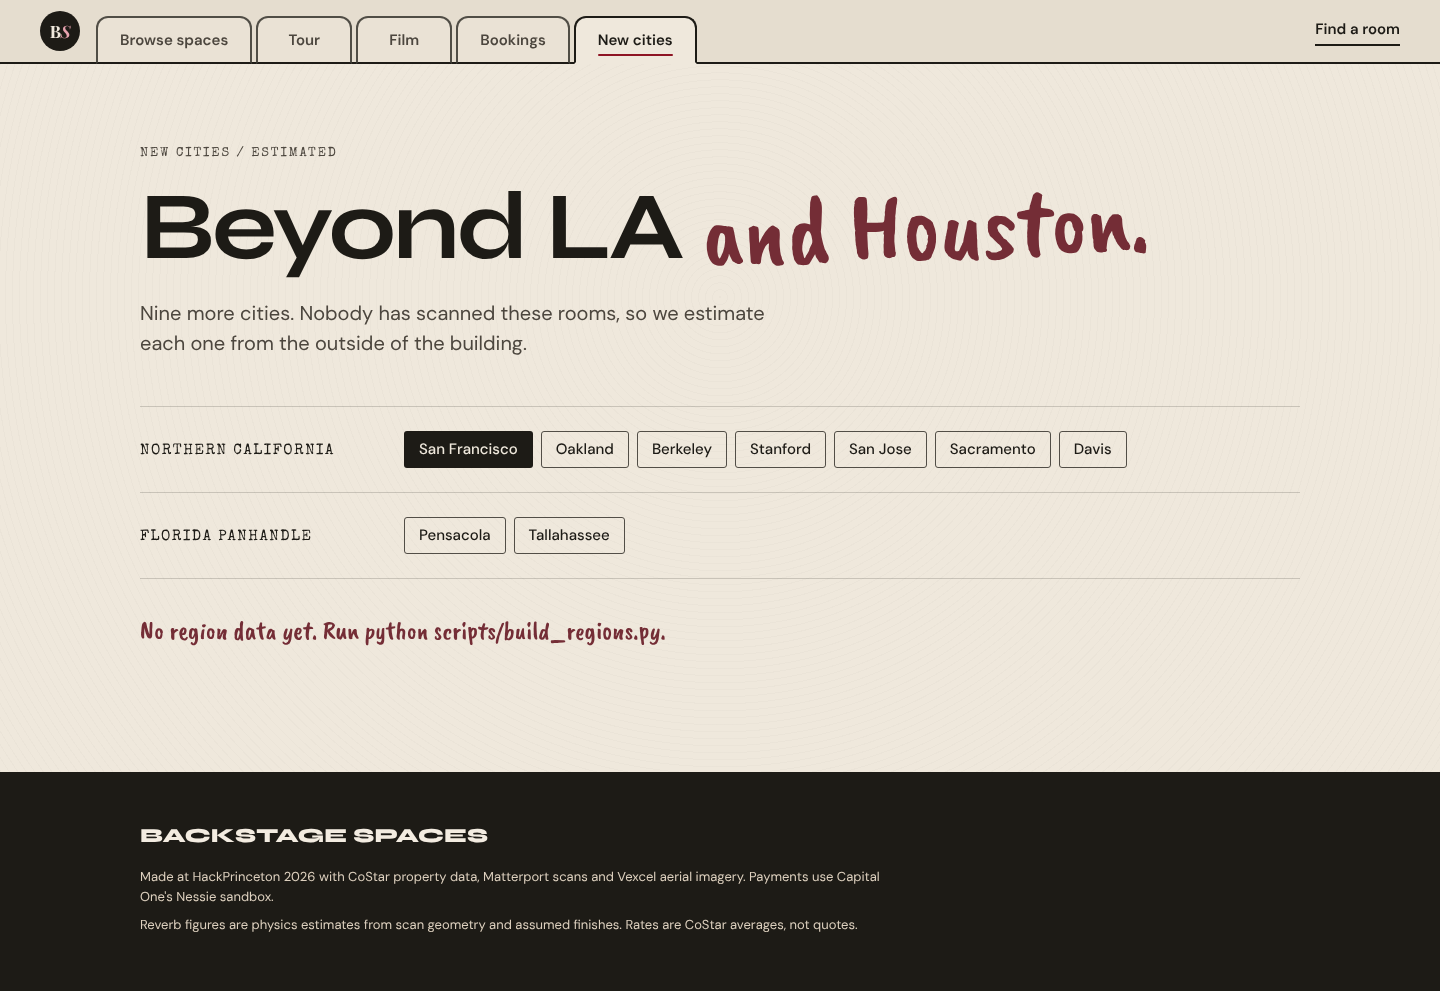 BS
Browse spaces
Tour
Film
Bookings
New cities
Find a room
NEW CITIES / ESTIMATED
Beyond LA and Houston.
Nine more cities. Nobody has scanned these rooms, so we estimate
each one from the outside of the building.
NORTHERN CALIFORNIA
San Francisco
Oakland
Berkeley
Stanford
San Jose
Sacramento
Davis
FLORIDA PANHANDLE
Pensacola
Tallahassee
No region data yet. Run python scripts/build_regions.py.
BACKSTAGE SPACES
Made at HackPrinceton 2026 with CoStar property data, Matterport scans and Vexcel aerial imagery. Payments use Capital
One's Nessie sandbox.
Reverb figures are physics estimates from scan geometry and assumed finishes. Rates are CoStar averages, not quotes.